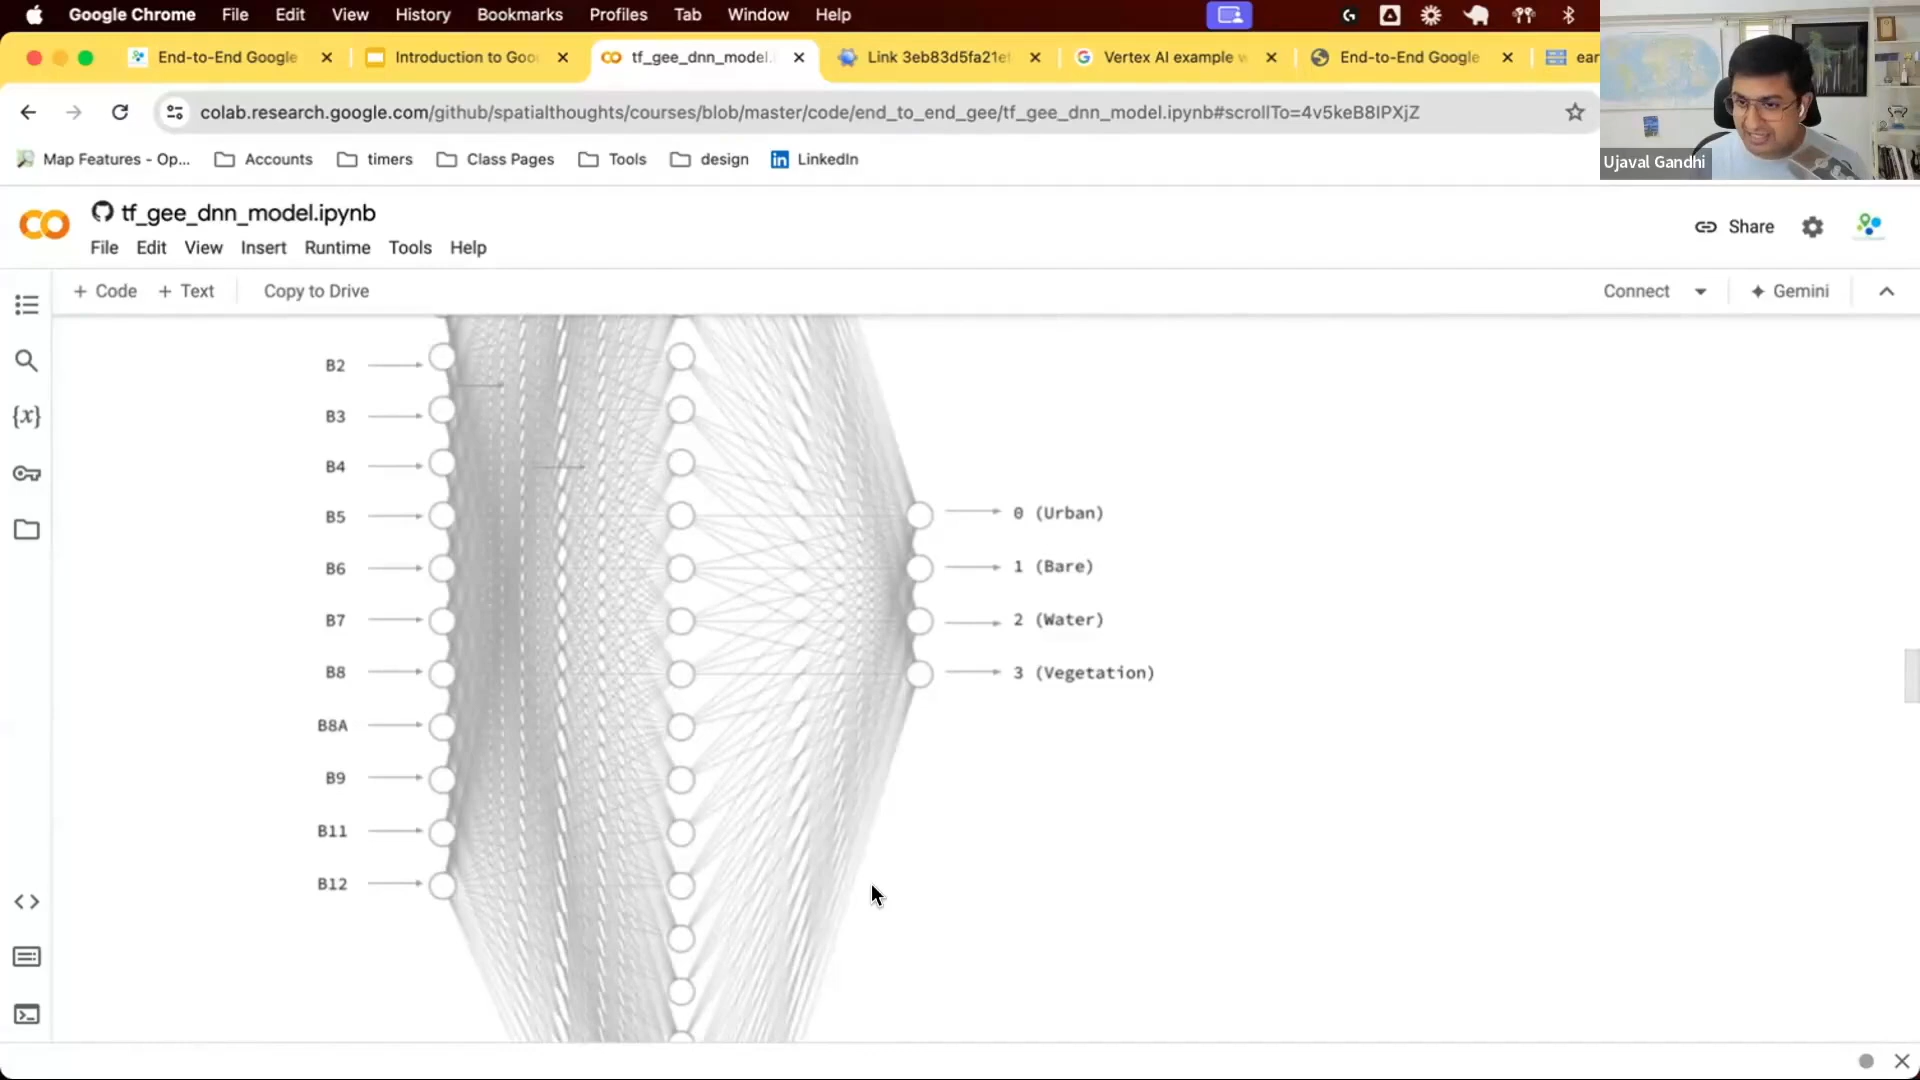 Google Chrome File Edit View History Bookmarks Profiles Tab Window Help
End-to-End Google
Introduction to Goo
tf_gee_dnn_model.
Link 3eb83d5fa21e
Vertex AI example
End-to-End Google
ear
colab.research.google.com/github/spatialthoughts/courses/blob/master/code/end_to_end_gee/tf_gee_dnn_model.ipynb#scrollTo=4v5keB8IPXjZ
Map Features - Op...
Accounts
timers
Class Pages
Tools
design
LinkedIn
Ujaval Gandhi
tf_gee_dnn_model.ipynb
File Edit View Insert Runtime Tools Help
Share
+ Code + Text Copy to Drive
Connect
Gemini
{x}
B2
B3
B4
B5
B6
B7
B8
B8A
B9
B11
B12
0 (Urban)
1 (Bare)
2 (Water)
3 (Vegetation)